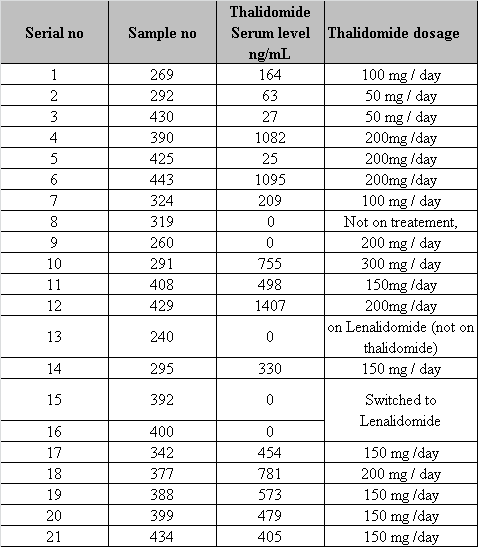 Serial no Sample no Thalidomide Serum level ng/mL Thalidomide dosage
1 269 164 100 mg / day
2 292 63 50 mg / day
3 430 27 50 mg / day
4 390 1082 200mg /day
5 425 25 200mg /day
6 443 1095 200mg /day
7 324 209 100 mg / day
8 319 0 Not on treatement,
9 260 0 200 mg / day
10 291 755 300 mg / day
11 408 498 150mg /day
12 429 1407 200mg/day
13 240 0 on Lenalidomide (not on thalidomide)
14 295 330 150 mg / day
15 392 0 Switched to Lenalidomide
16 400 0
17 342 454 150 mg /day
18 377 781 200 mg / day
19 388 573 150 mg /day
20 399 479 150 mg /day
21 434 405 150 mg /day